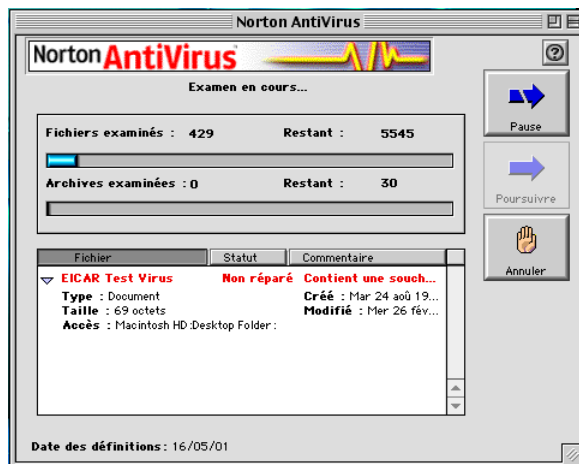 Norton AntiVirus
Norton AntiVirus
Examen en cours...
Fichiers examinés : 429 Restant : 5545
Archives examinées : 0 Restant : 30
Pause
Poursuivre
Annuler
Fichier Statut Commentaire
EICAR Test Virus Non réparé Contient une souch...
Type : Document Créé : Mar 24 aoû 19...
Taille : 69 octets Modifié : Mer 26 fév...
Accès : Macintosh HD:Desktop Folder:
Date des définitions : 16/05/01